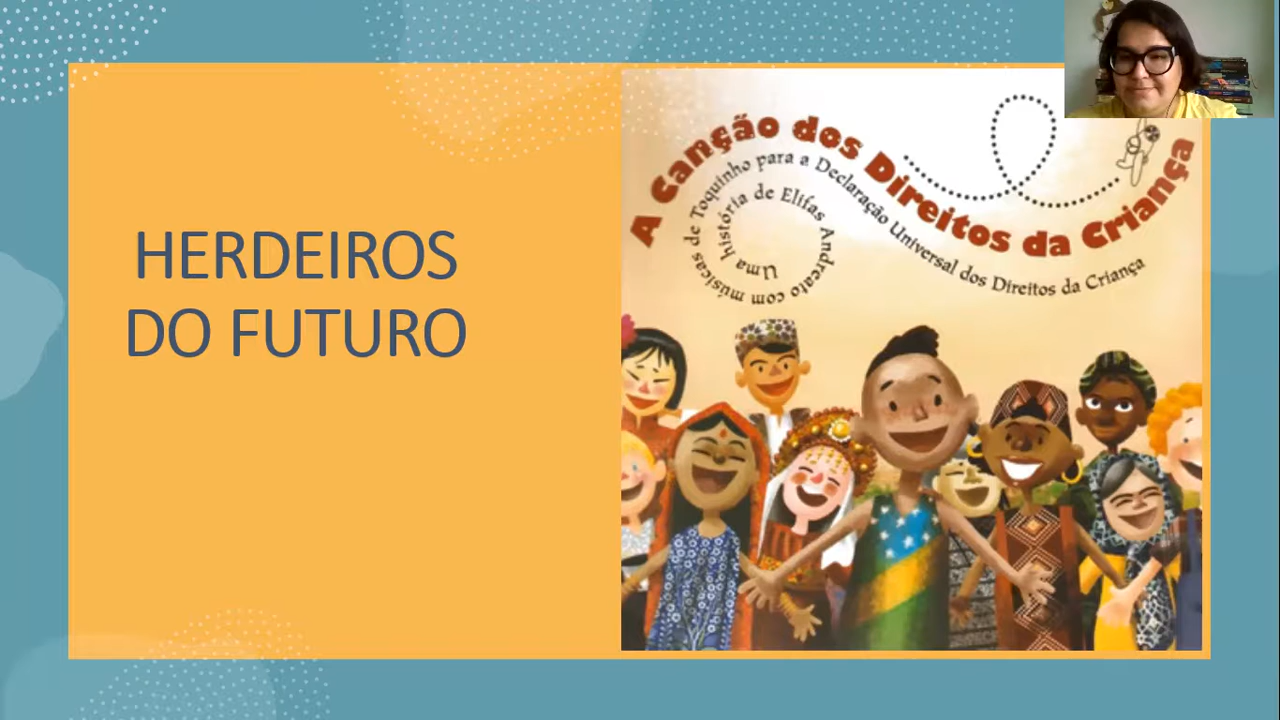 HERDEIROS
DO FUTURO
A Canção dos Direitos da Criança
Uma história de Elifas Andreato com músicas de Toquinho para a Declaração Universal dos Direitos da Criança